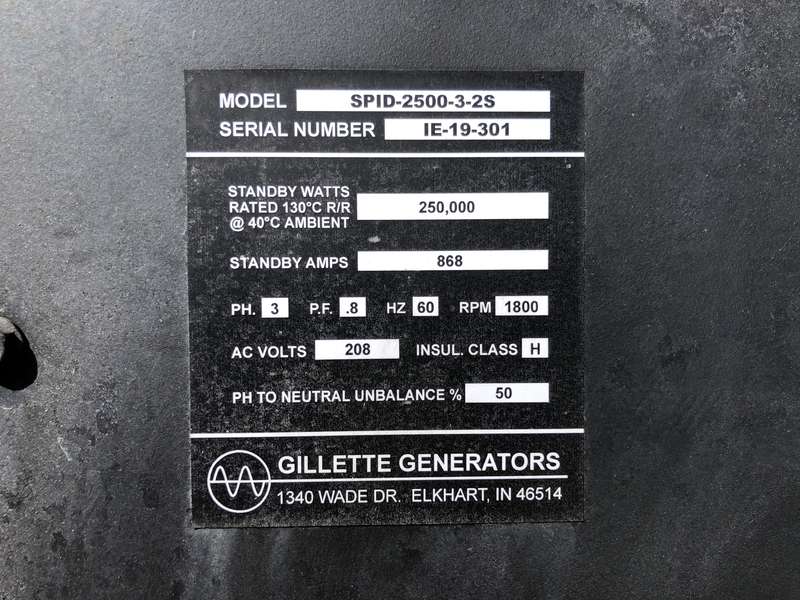 MODEL SPID-2500-3-2S
SERIAL NUMBER IE-19-301
STANDBY WATTS
RATED 130°C R/R 250,000
@ 40°C AMBIENT
STANDBY AMPS 868
PH. 3 P.F. .8 HZ 60 RPM 1800
AC VOLTS 208 INSUL. CLASS H
PH TO NEUTRAL UNBALANCE % 50
GILLETTE GENERATORS
1340 WADE DR. ELKHART, IN 46514